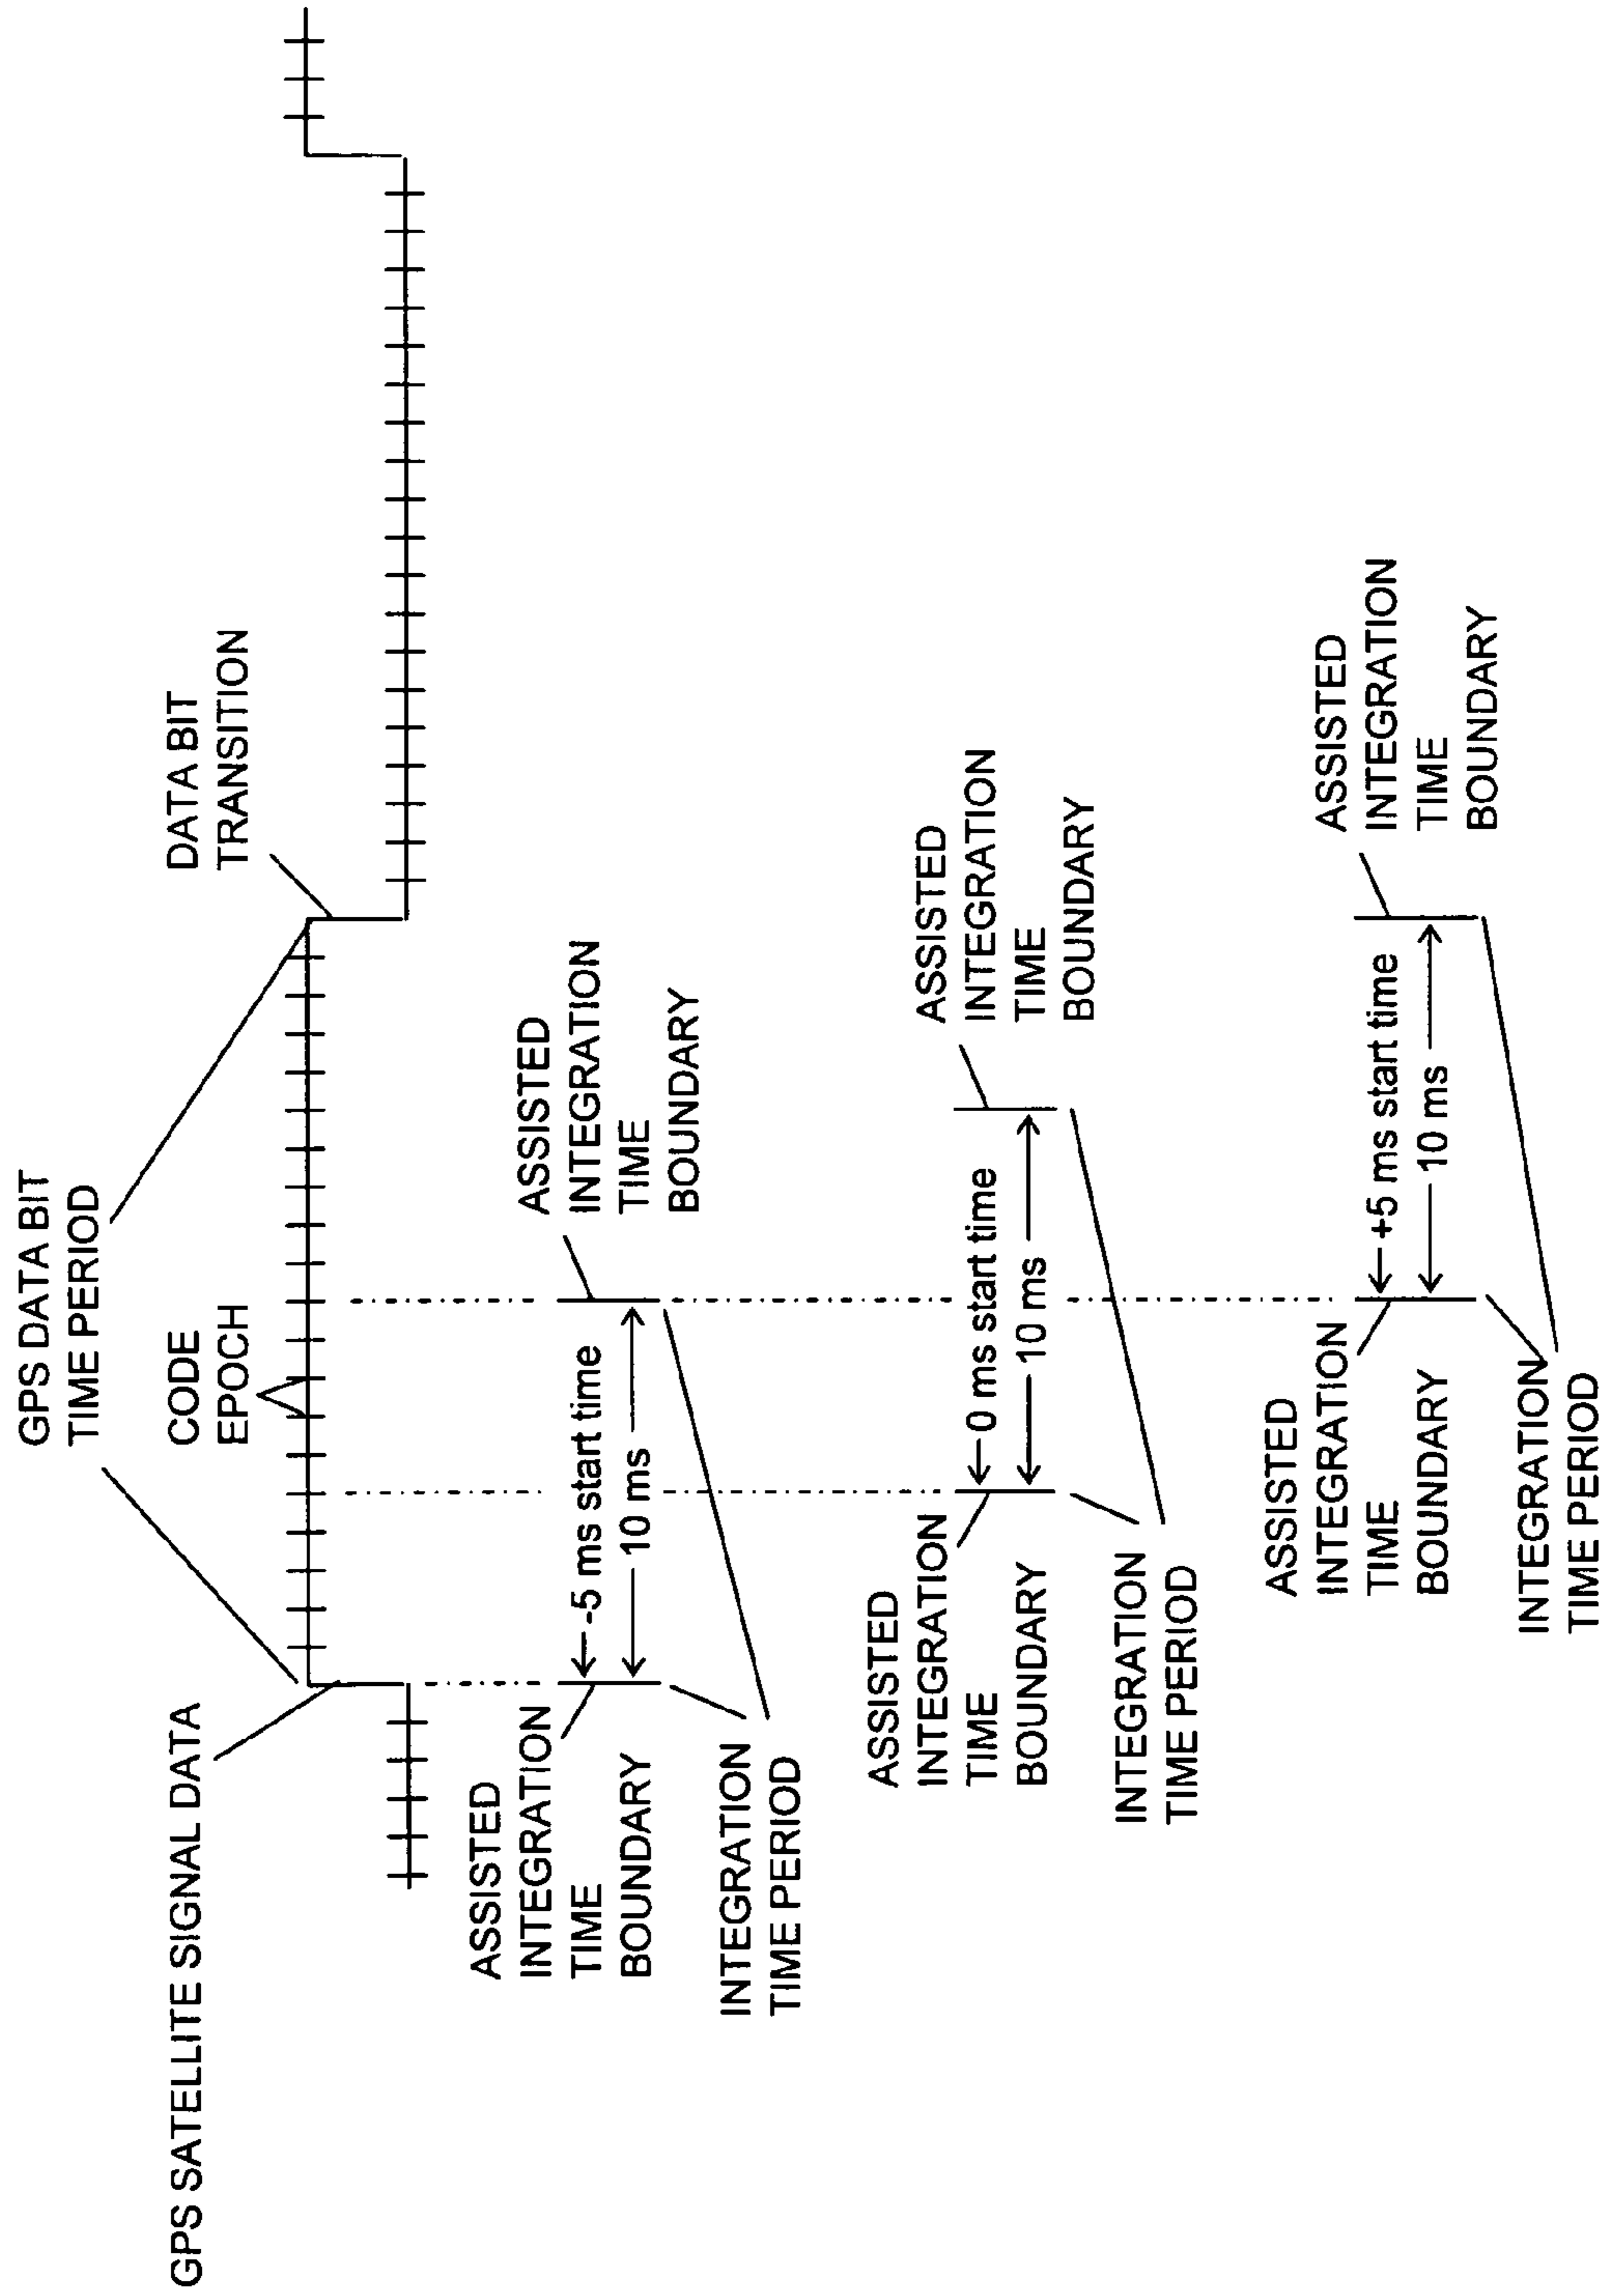 GPS DATA BIT
TIME PERIOD
GPS SATELLITE SIGNAL DATA
CODE
EPOCH
DATA BIT
TRANSITION
ASSISTED
INTEGRATION
TIME
BOUNDARY
-5 ms start time
10 ms
ASSISTED
INTEGRATION
TIME
BOUNDARY
INTEGRATION
TIME PERIOD
ASSISTED
INTEGRATION
TIME
BOUNDARY
0 ms start time
10 ms
ASSISTED
INTEGRATION
TIME
BOUNDARY
INTEGRATION
TIME PERIOD
ASSISTED
INTEGRATION
TIME
BOUNDARY
+5 ms start time
10 ms
ASSISTED
INTEGRATION
TIME
BOUNDARY
INTEGRATION
TIME PERIOD